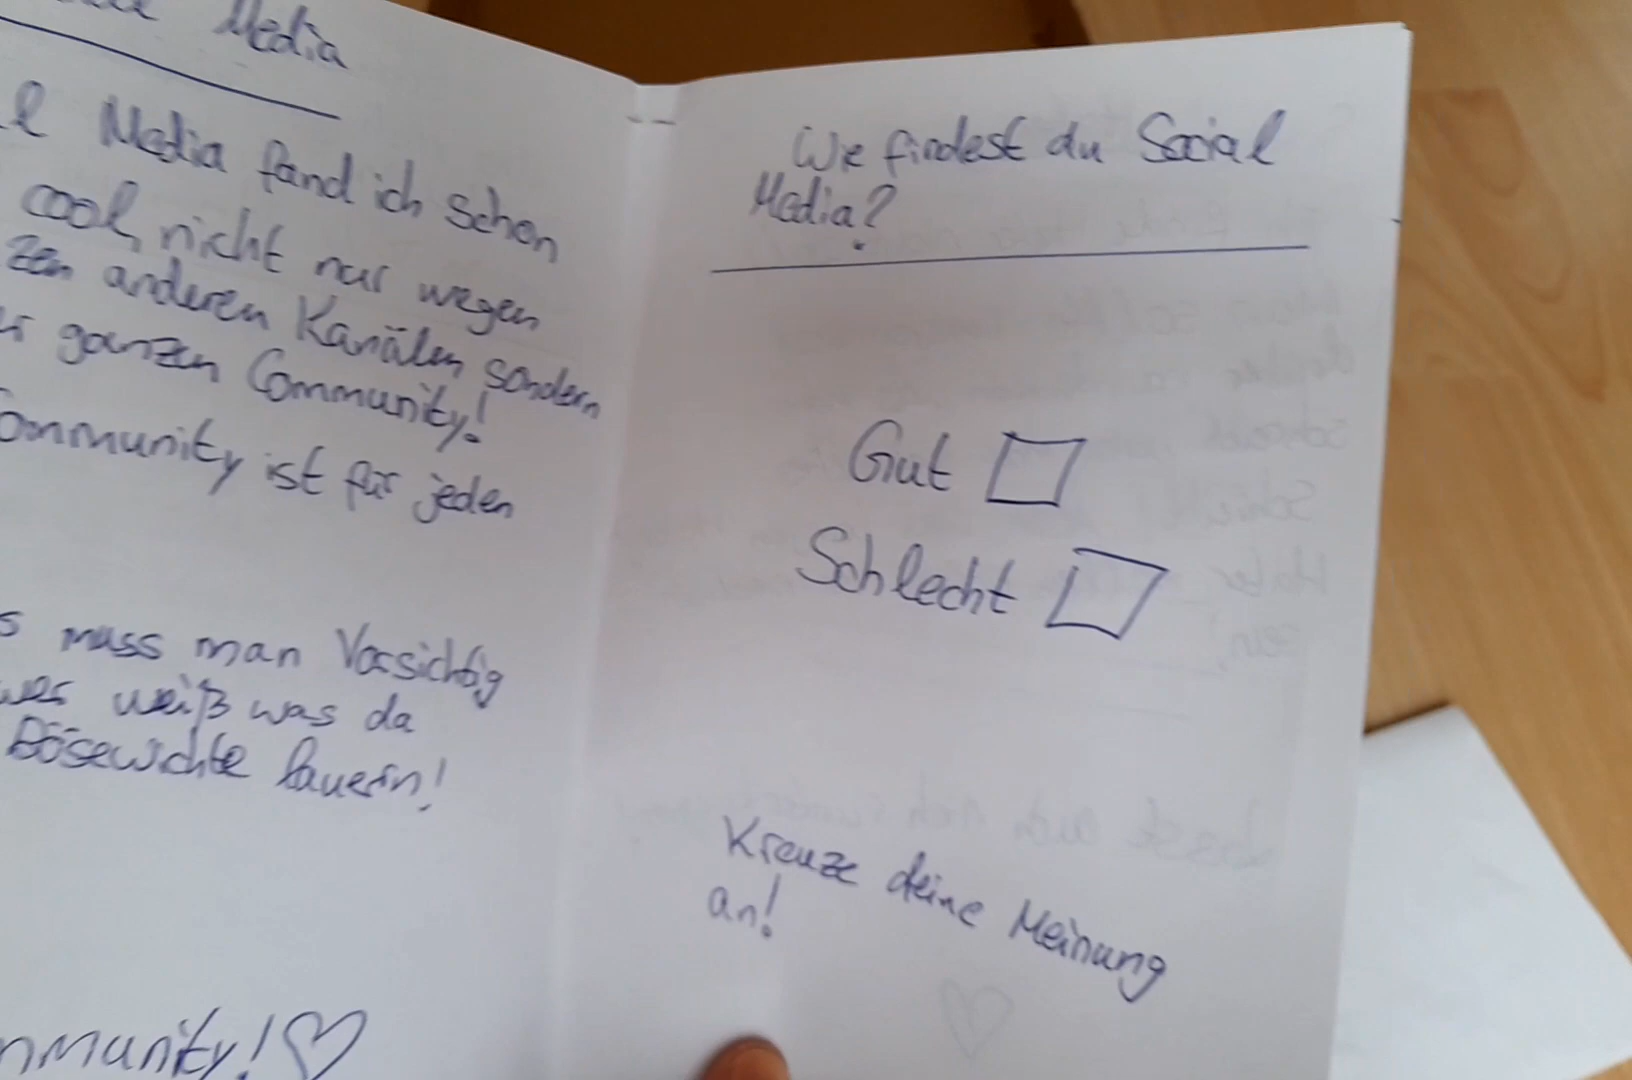 Media
l Media fand ich schon
cool, nicht nur wegen
anderen Kanälen sondern
ganzen Community!
ommunity ist für jeden
s muss man Vorsichtig
wer weiß was da
Bösewichte lauern!
mmunity!
Wie findest du Social
Media?
Gut
Schlecht
Kreuze deine Meinung
an!